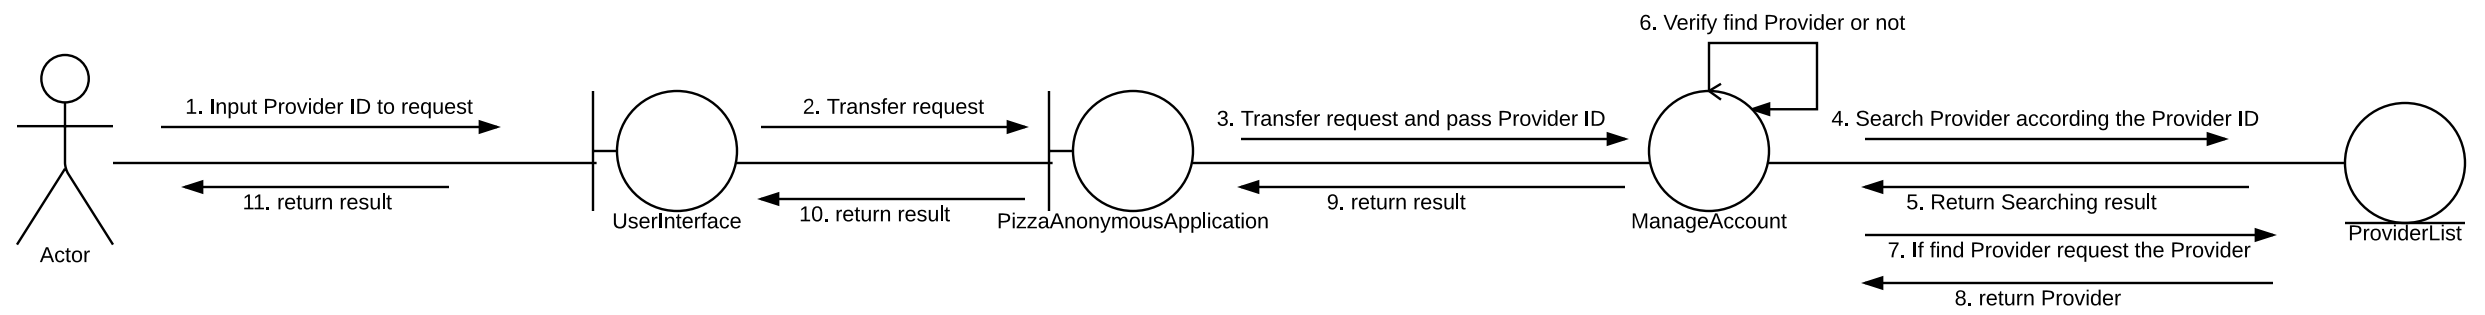 6. Verify find Provider or not
1. Input Provider ID to request
2. Transfer request
3. Transfer request and pass Provider ID
4. Search Provider according the Provider ID
11. return result
10. return result
9. return result
5. Return Searching result
UserInterface
PizzaAnonymousApplication
ManageAccount
ProviderList
7. If find Provider request the Provider
Actor
8. return Provider